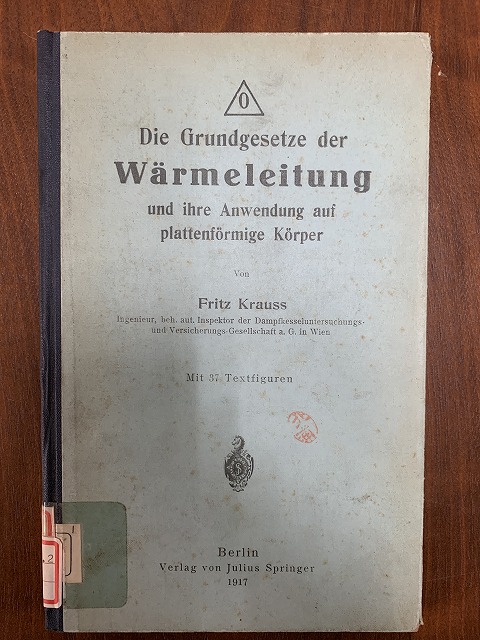 0
Die Grundgesetze der
Wärmeleitung
und ihre Anwendung auf
plattenförmige Körper
Von
Fritz Krauss
Ingenieur, beh. aut. Inspektor der Dampfkesseluntersuchungs-
und Versicherungs-Gesellschaft a. G. in Wien
Mit 37 Textfiguren
S
Berlin
Verlag von Julius Springer
1917